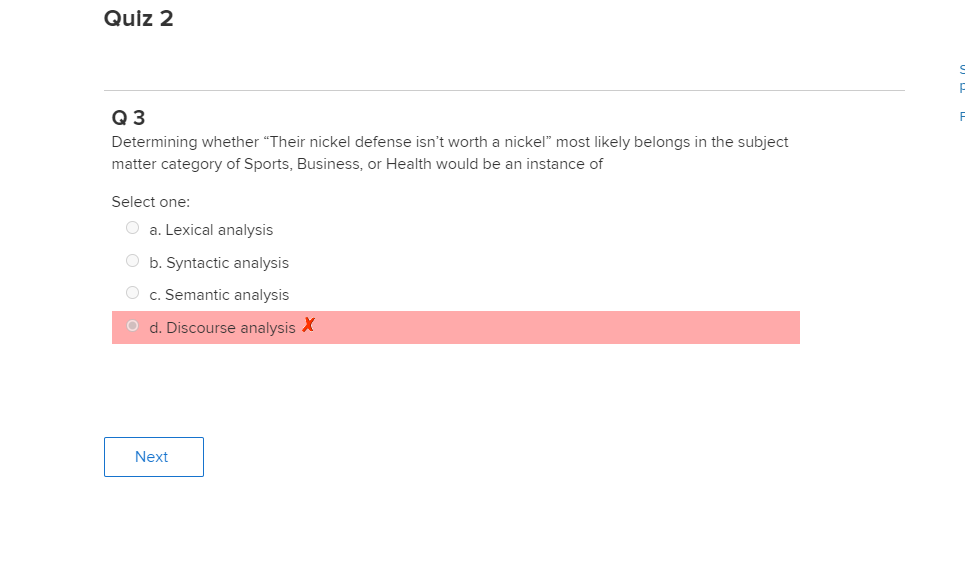 Quiz 2
Q 3
Determining whether “Their nickel defense isn’t worth a nickel” most likely belongs in the subject
matter category of Sports, Business, or Health would be an instance of
Select one:
a. Lexical analysis
b. Syntactic analysis
c. Semantic analysis
d. Discourse analysis ✗
Next